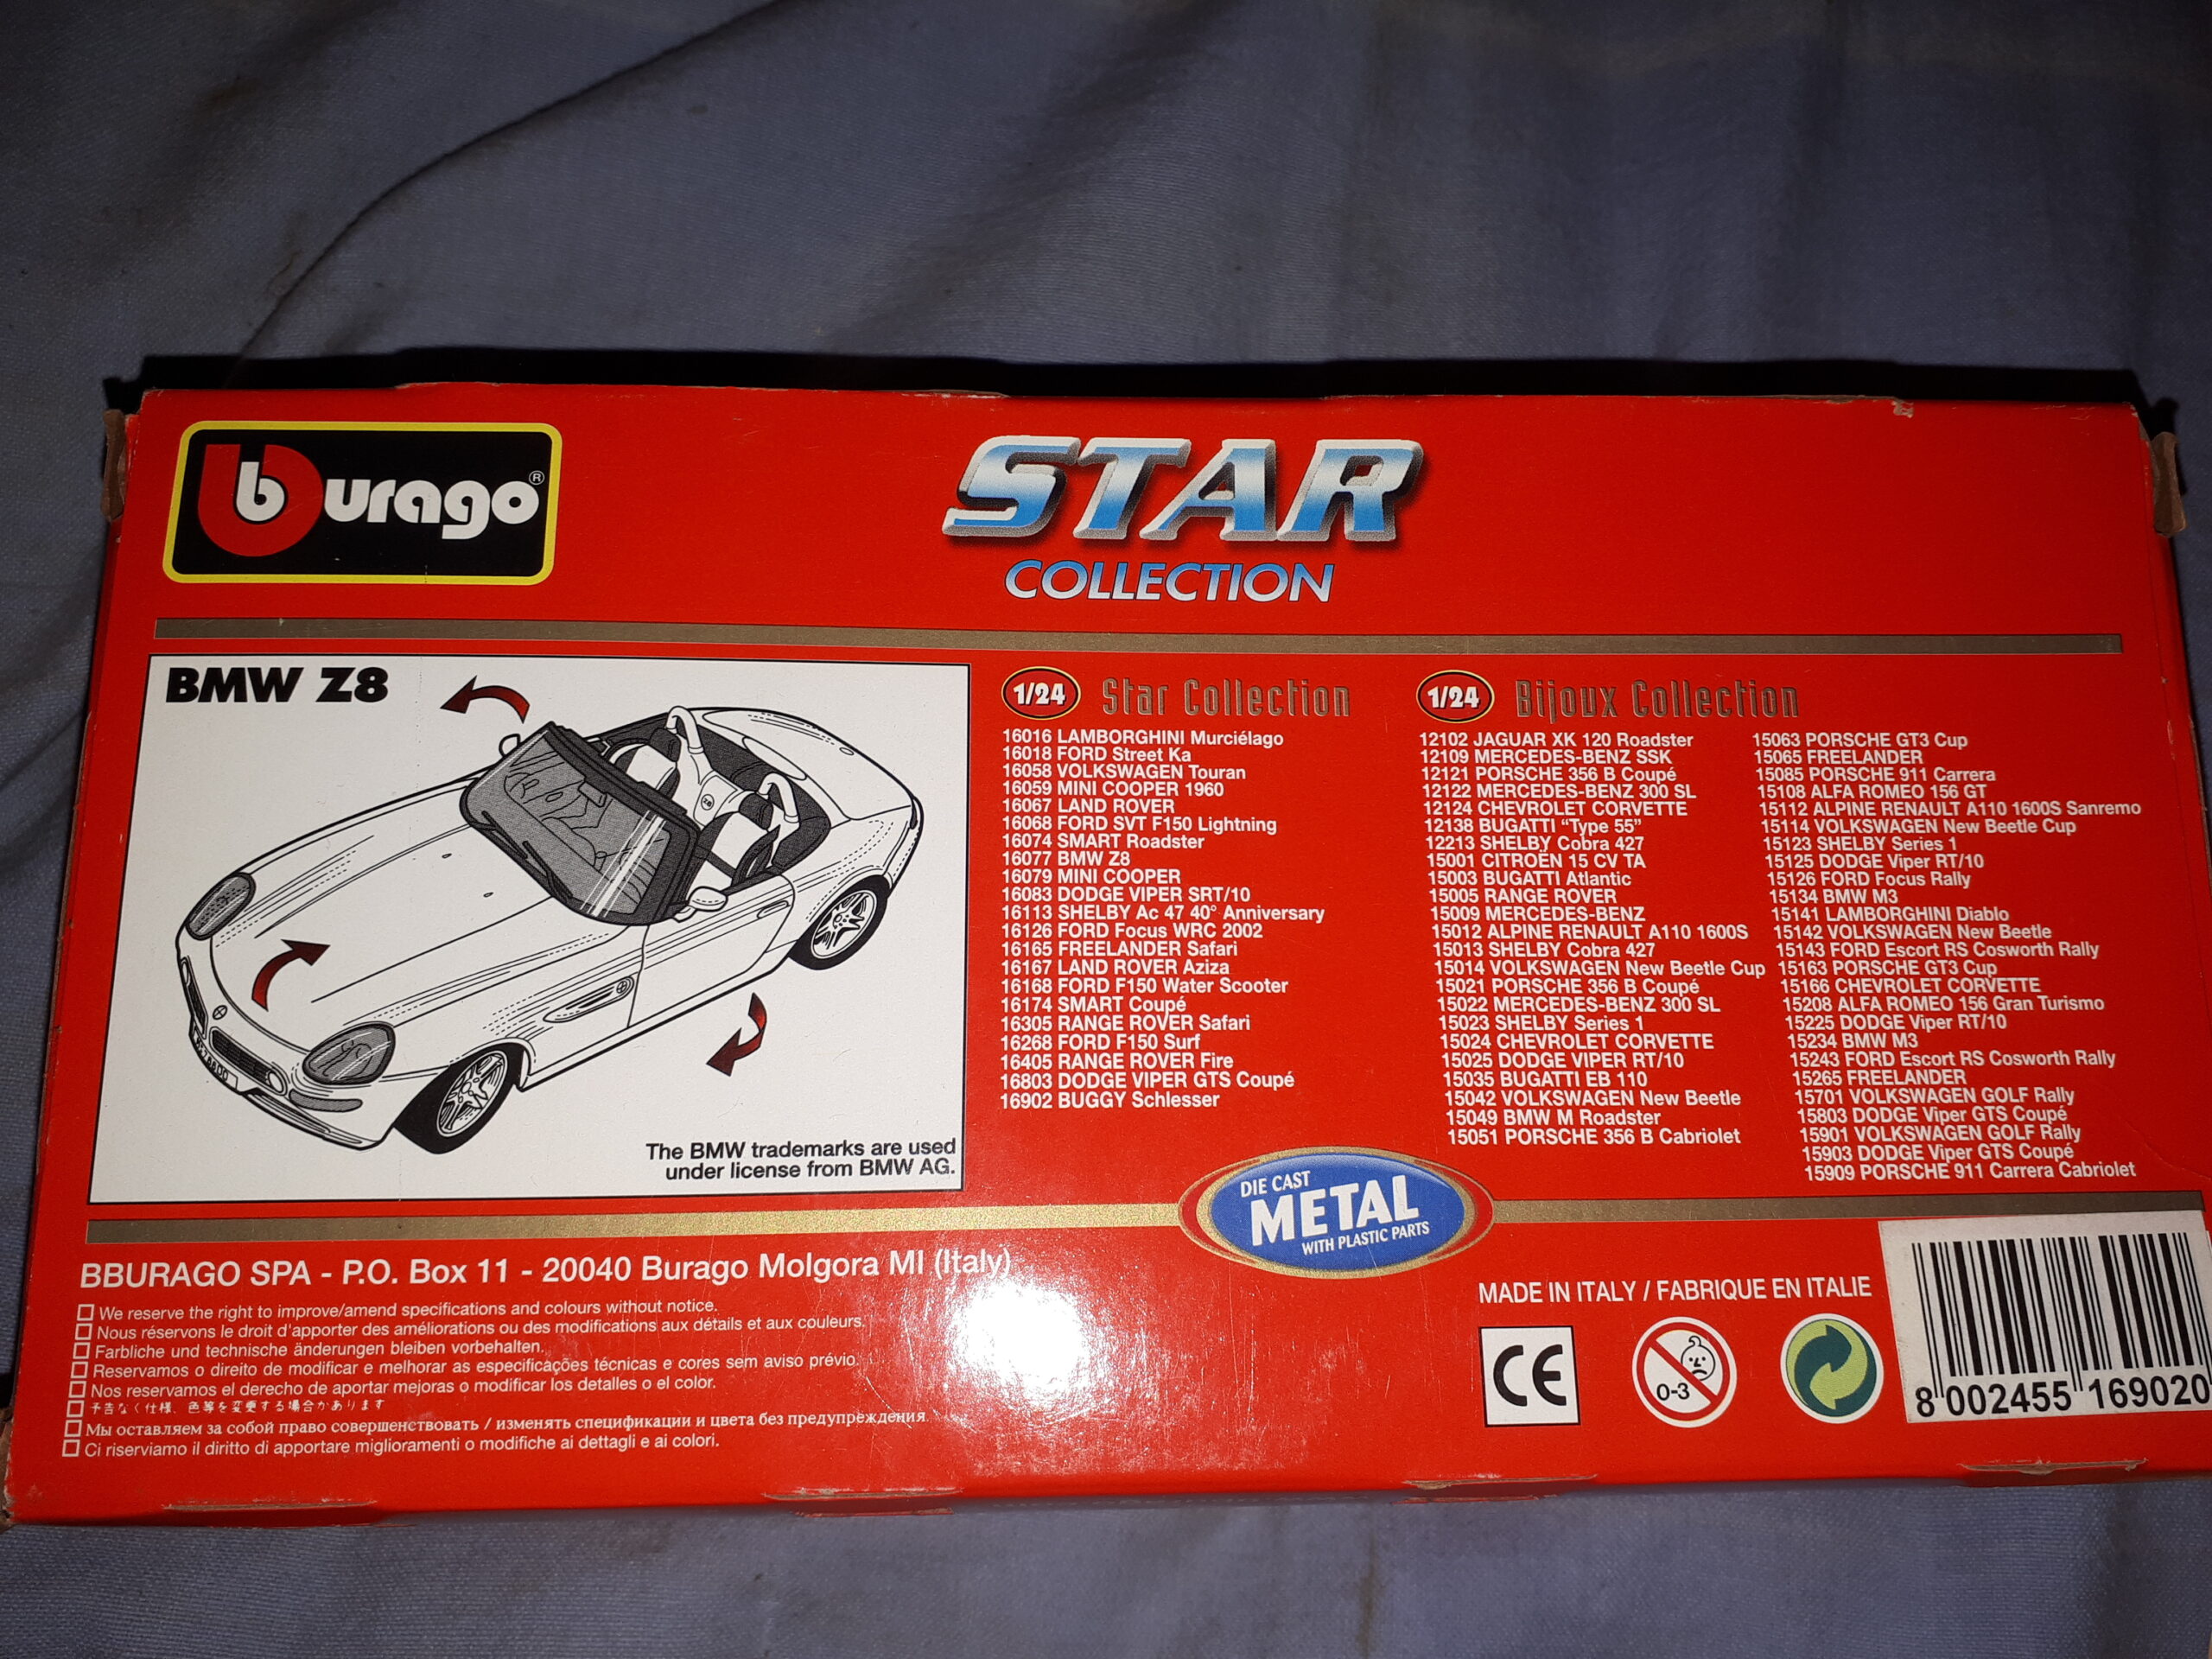 burago®
STAR
COLLECTION
BMW Z8
The BMW trademarks are used
under license from BMW AG.
1/24 Star Collection
16016 LAMBORGHINI Murciélago
16018 FORD Street Ka
16058 VOLKSWAGEN Touran
16059 MINI COOPER 1960
16067 LAND ROVER
16068 FORD SVT F150 Lightning
16074 SMART Roadster
16077 BMW Z8
16079 MINI COOPER
16083 DODGE VIPER SRT/10
16113 SHELBY Ac 47 40° Anniversary
16126 FORD Focus WRC 2002
16165 FREELANDER Safari
16167 LAND ROVER Aziza
16168 FORD F150 Water Scooter
16174 SMART Coupé
16305 RANGE ROVER Safari
16268 FORD F150 Surf
16405 RANGE ROVER Fire
16803 DODGE VIPER GTS Coupé
16902 BUGGY Schlesser
1/24 Bijoux Collection
12102 JAGUAR XK 120 Roadster
12109 MERCEDES-BENZ SSK
12121 PORSCHE 356 B Coupé
12122 MERCEDES-BENZ 300 SL
12124 CHEVROLET CORVETTE
12138 BUGATTI “Type 55”
12213 SHELBY Cobra 427
15001 CITROËN 15 CV TA
15003 BUGATTI Atlantic
15005 RANGE ROVER
15009 MERCEDES-BENZ
15012 ALPINE RENAULT A110 1600S
15013 SHELBY Cobra 427
15014 VOLKSWAGEN New Beetle Cup
15021 PORSCHE 356 B Coupé
15022 MERCEDES-BENZ 300 SL
15023 SHELBY Series 1
15024 CHEVROLET CORVETTE
15025 DODGE VIPER RT/10
15035 BUGATTI EB 110
15042 VOLKSWAGEN New Beetle
15049 BMW M Roadster
15051 PORSCHE 356 B Cabriolet
15063 PORSCHE GT3 Cup
15065 FREELANDER
15085 PORSCHE 911 Carrera
15108 ALFA ROMEO 156 GT
15112 ALPINE RENAULT A110 1600S Sanremo
15114 VOLKSWAGEN New Beetle Cup
15123 SHELBY Series 1
15125 DODGE Viper RT/10
15126 FORD Focus Rally
15134 BMW M3
15141 LAMBORGHINI Diablo
15142 VOLKSWAGEN New Beetle
15143 FORD Escort RS Cosworth Rally
15163 PORSCHE GT3 Cup
15166 CHEVROLET CORVETTE
15208 ALFA ROMEO 156 Gran Turismo
15225 DODGE Viper RT/10
15234 BMW M3
15243 FORD Escort RS Cosworth Rally
15265 FREELANDER
15701 VOLKSWAGEN GOLF Rally
15803 DODGE Viper GTS Coupé
15901 VOLKSWAGEN GOLF Rally
15903 DODGE Viper GTS Coupé
15909 PORSCHE 911 Carrera Cabriolet
DIE CAST
METAL
WITH PLASTIC PARTS
BBURAGO SPA - P.O. Box 11 - 20040 Burago Molgora MI (Italy)
We reserve the right to improve/amend specifications and colours without notice.
Nous réservons le droit d'apporter des améliorations ou des modifications aux détails et aux couleurs.
Farbliche und technische änderungen bleiben vorbehalten.
Reservamos o direito de modificar e melhorar as especificações técnicas e cores sem aviso prévio.
Nos reservamos el derecho de aportar mejoras o modificar los detalles o el color.
予告なく仕様、色等を変更する場合があります
Мы оставляем за собой право совершенствовать / изменять спецификации и цвета без предупреждения.
Ci riserviamo il diritto di apportare miglioramenti o modifiche ai dettagli e ai colori.
MADE IN ITALY / FABRIQUE EN ITALIE
CE
0-3
8 002455 169020